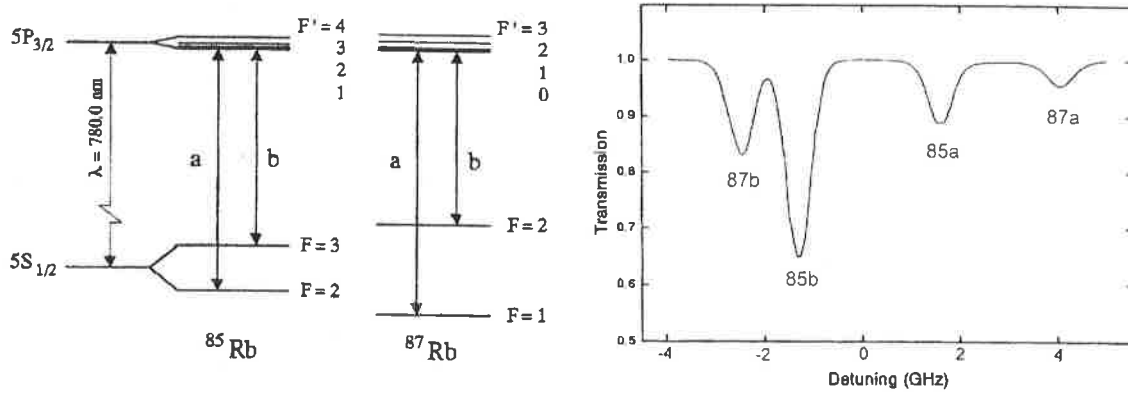 5P3/2
F' = 4
3
2
1
F' = 3
2
1
0
λ = 780.0 nm
a
b
a
b
F = 2
5S 1/2
F = 3
F = 2
F = 1
85Rb
87Rb
Transmission
1.0
0.9
0.8
0.7
0.6
0.5
87b
85b
85a
87a
-4
-2
0
2
4
Detuning (GHz)